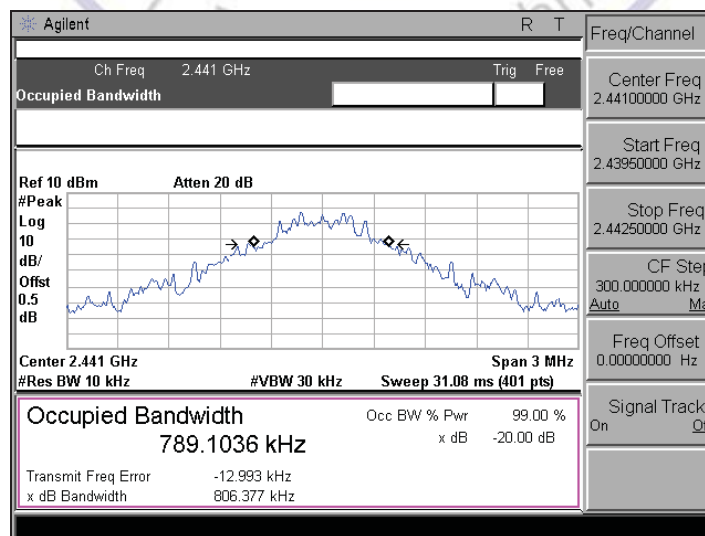 Agilent
R T
Freq/Channel
Ch Freq 2.441 GHz Trig Free
Occupied Bandwidth
Center Freq
2.44100000 GHz
Start Freq
2.43950000 GHz
Stop Freq
2.44250000 GHz
CF Step
300.000000 kHz
Auto Ma
Freq Offset
0.00000000 Hz
Signal Track
On
Ref 10 dBm Atten 20 dB
#Peak
Log
10
dB/
Offst
0.5
dB
Center 2.441 GHz Span 3 MHz
#Res BW 10 kHz #VBW 30 kHz Sweep 31.08 ms (401 pts)
Occupied Bandwidth
789.1036 kHz
Occ BW % Pwr 99.00 %
x dB -20.00 dB
Transmit Freq Error -12.993 kHz
x dB Bandwidth 806.377 kHz